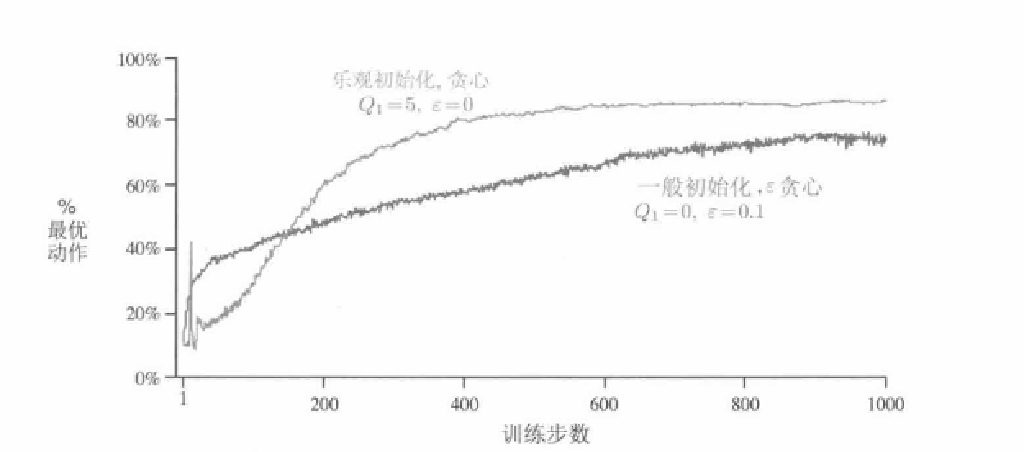 100%
乐观初始化, 贪心
Q₁=5, ε=0
80%
60%
一般初始化,ε贪心
Q₁=0, ε=0.1
%
最优
动作
40%
20%
0%
1
200
400
600
800
1000
训练步数